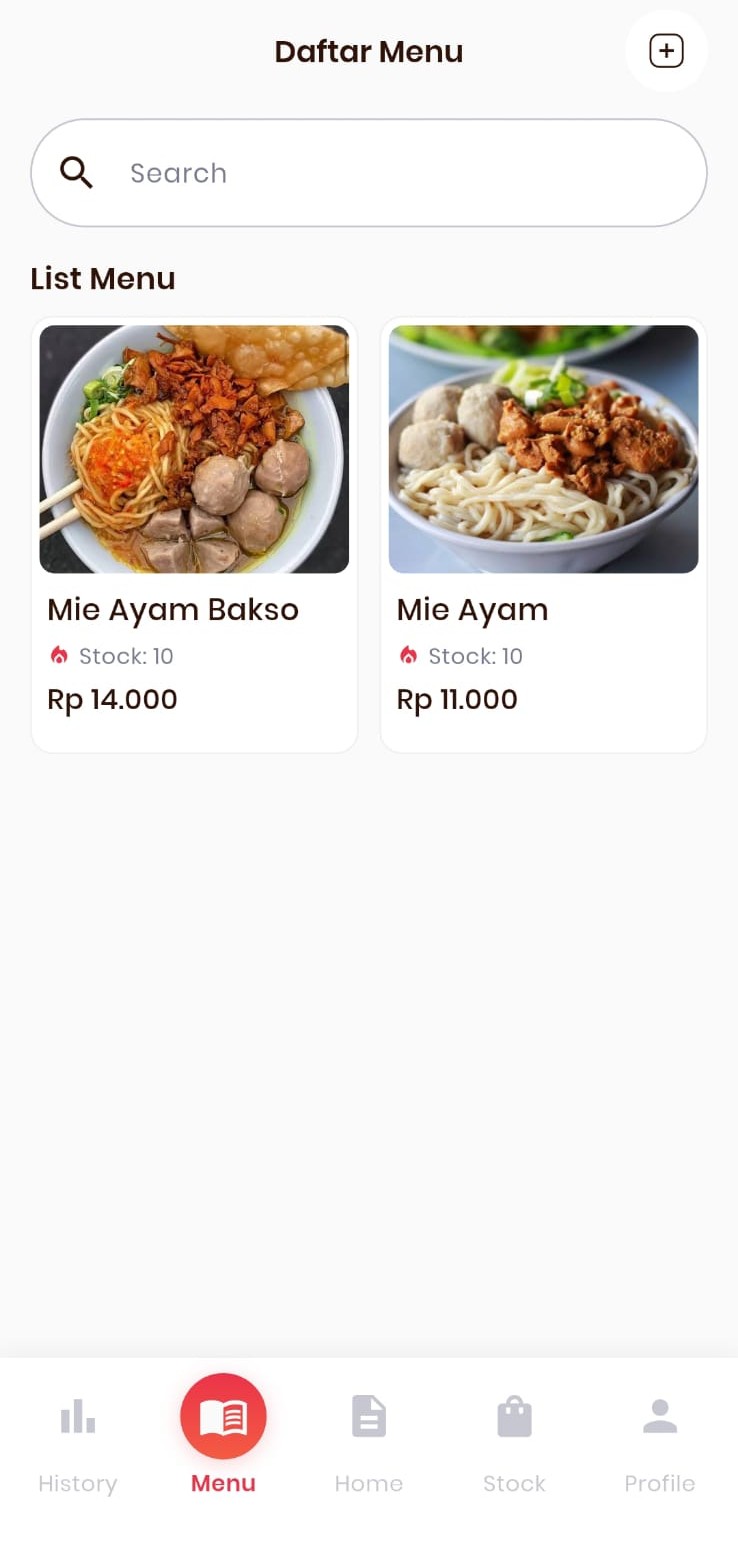 Daftar Menu
Search
List Menu
Mie Ayam Bakso
Stock: 10
Rp 14.000
Mie Ayam
Stock: 10
Rp 11.000
History
Menu
Home
Stock
Profile